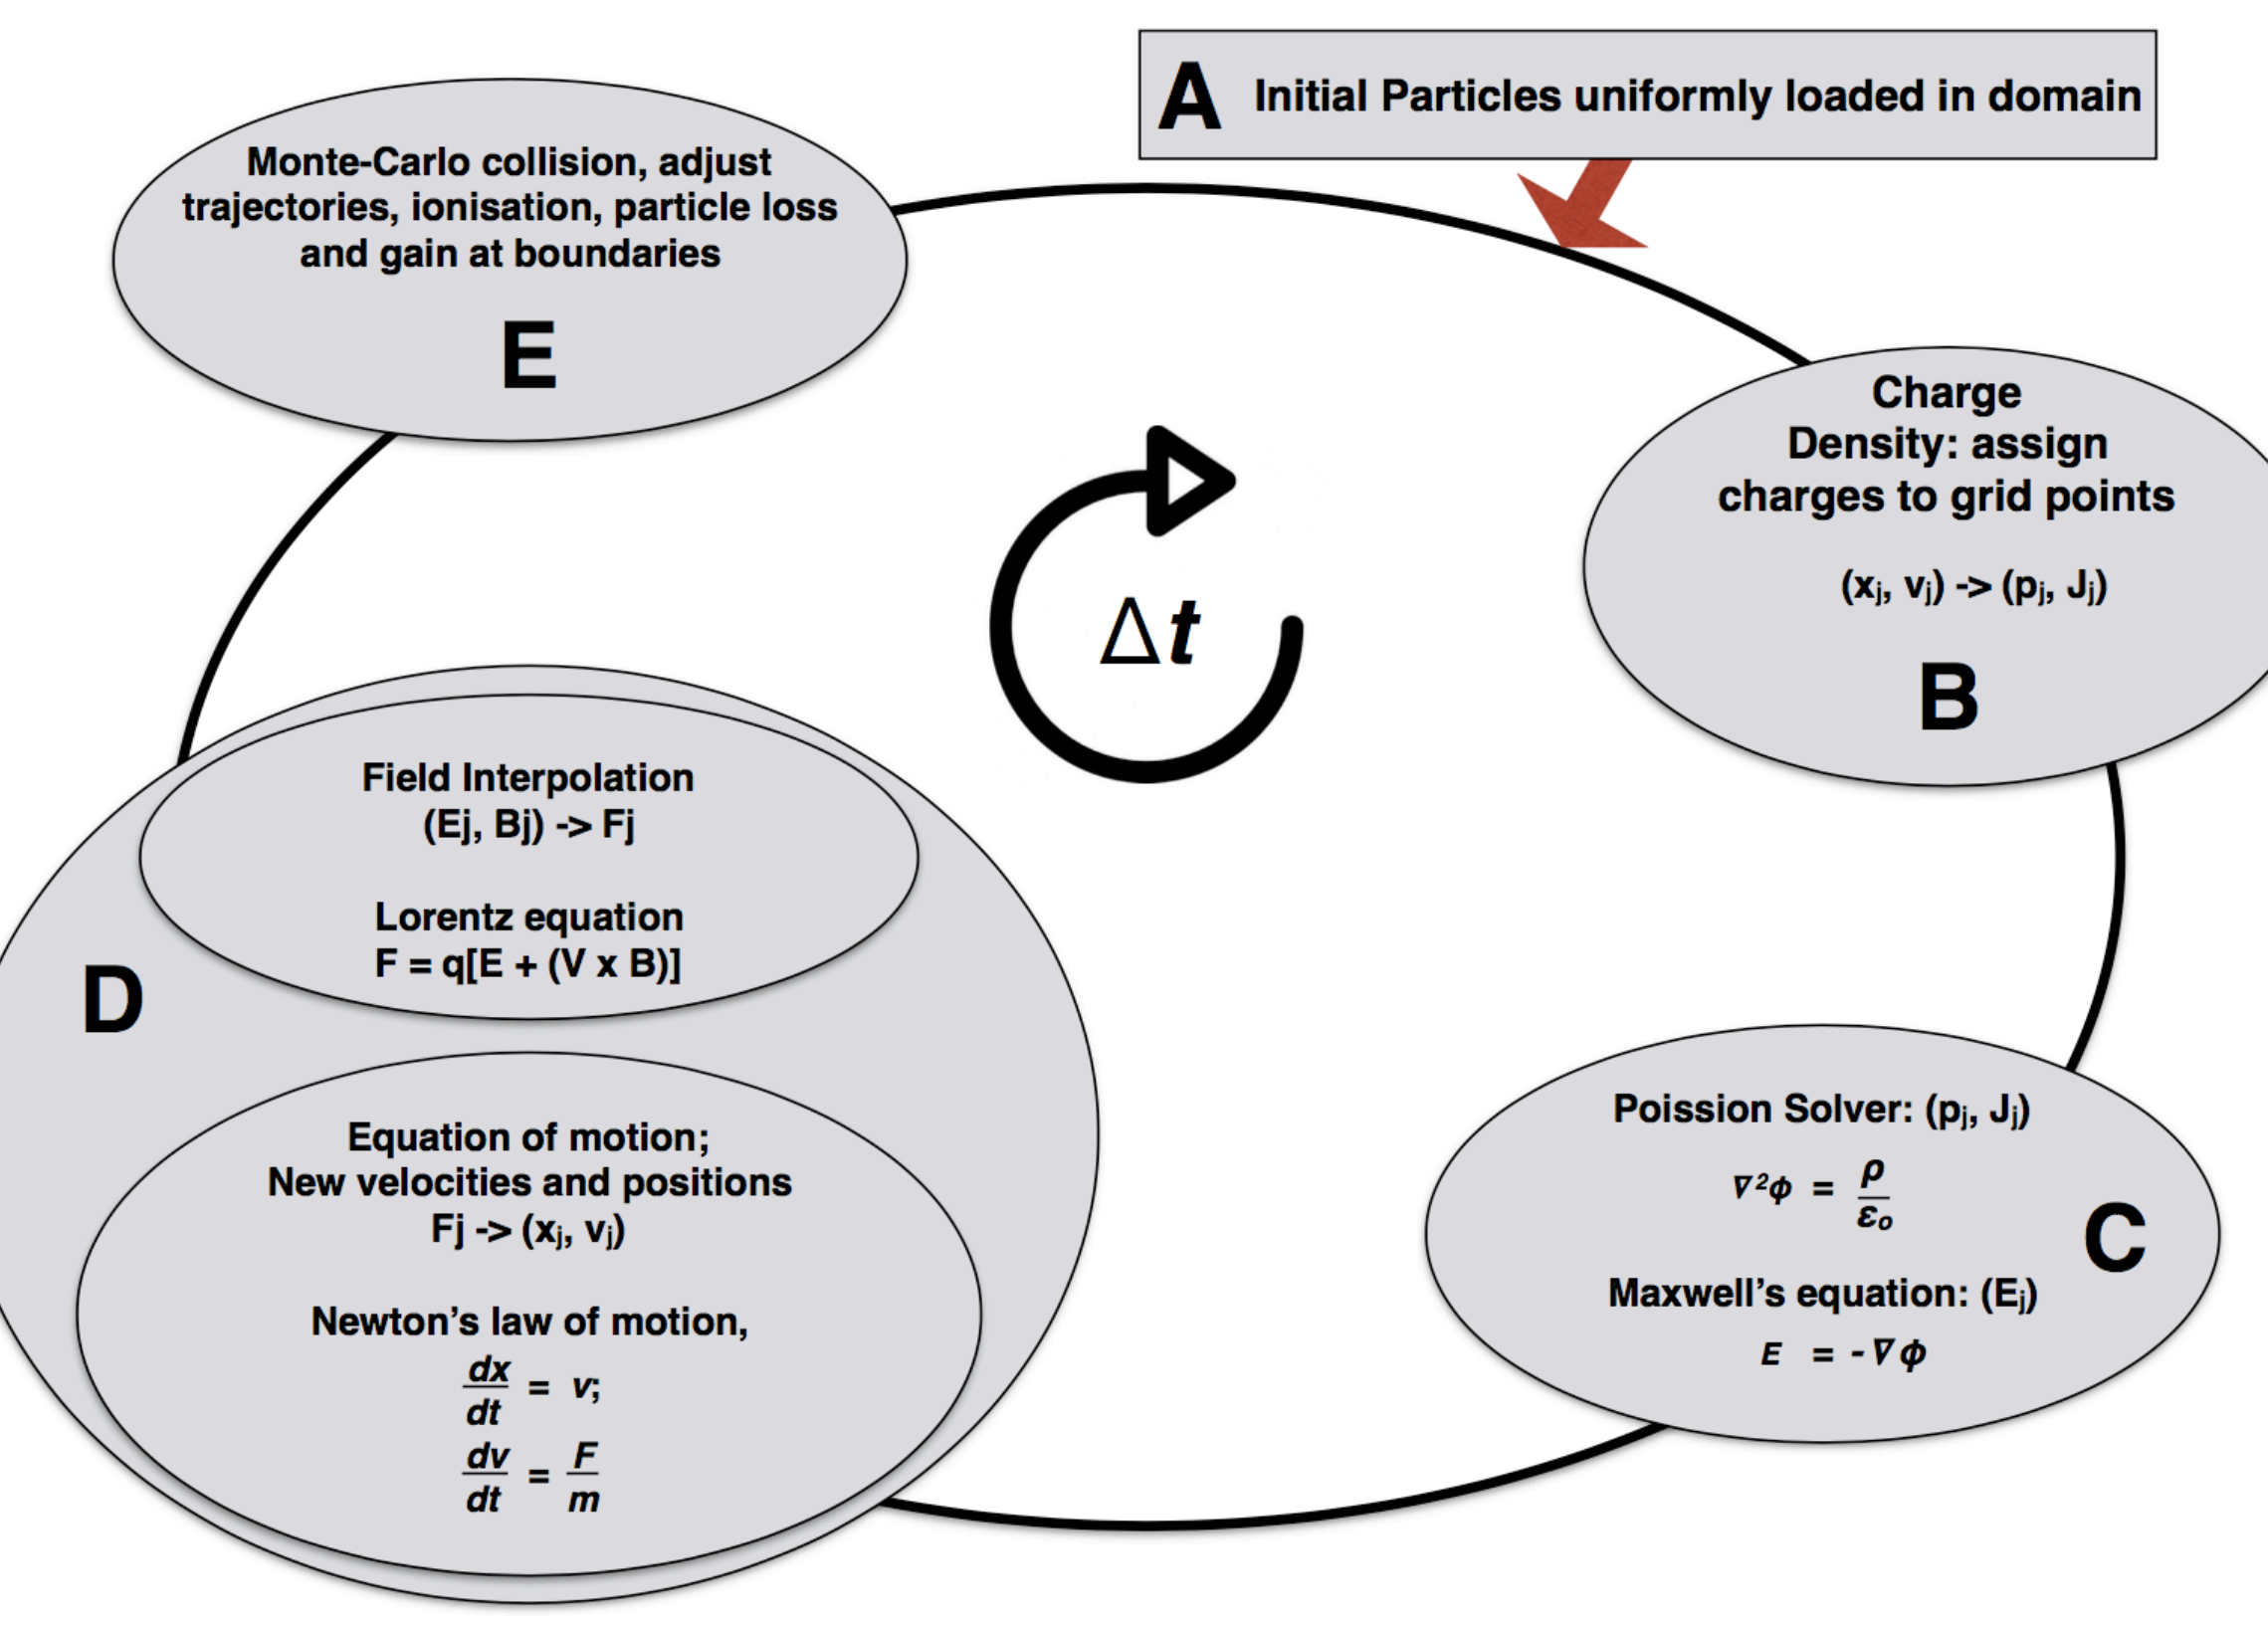 A Initial Particles uniformly loaded in domain
Monte-Carlo collision, adjust
trajectories, ionisation, particle loss
and gain at boundaries
E
Charge
Density: assign
charges to grid points
(xⱼ, vⱼ) -> (pⱼ, Jⱼ)
B
Δt
Field Interpolation
(Ej, Bj) -> Fj
Lorentz equation
F = q[E + (V x B)]
D
Equation of motion;
New velocities and positions
Fj -> (xⱼ, vⱼ)
Newton’s law of motion,
dx/dt = v;
dv/dt = F/m
Poission Solver: (pⱼ, Jⱼ)
∇²ϕ = ρ/εₒ
C
Maxwell’s equation: (Eⱼ)
E = -∇ϕ